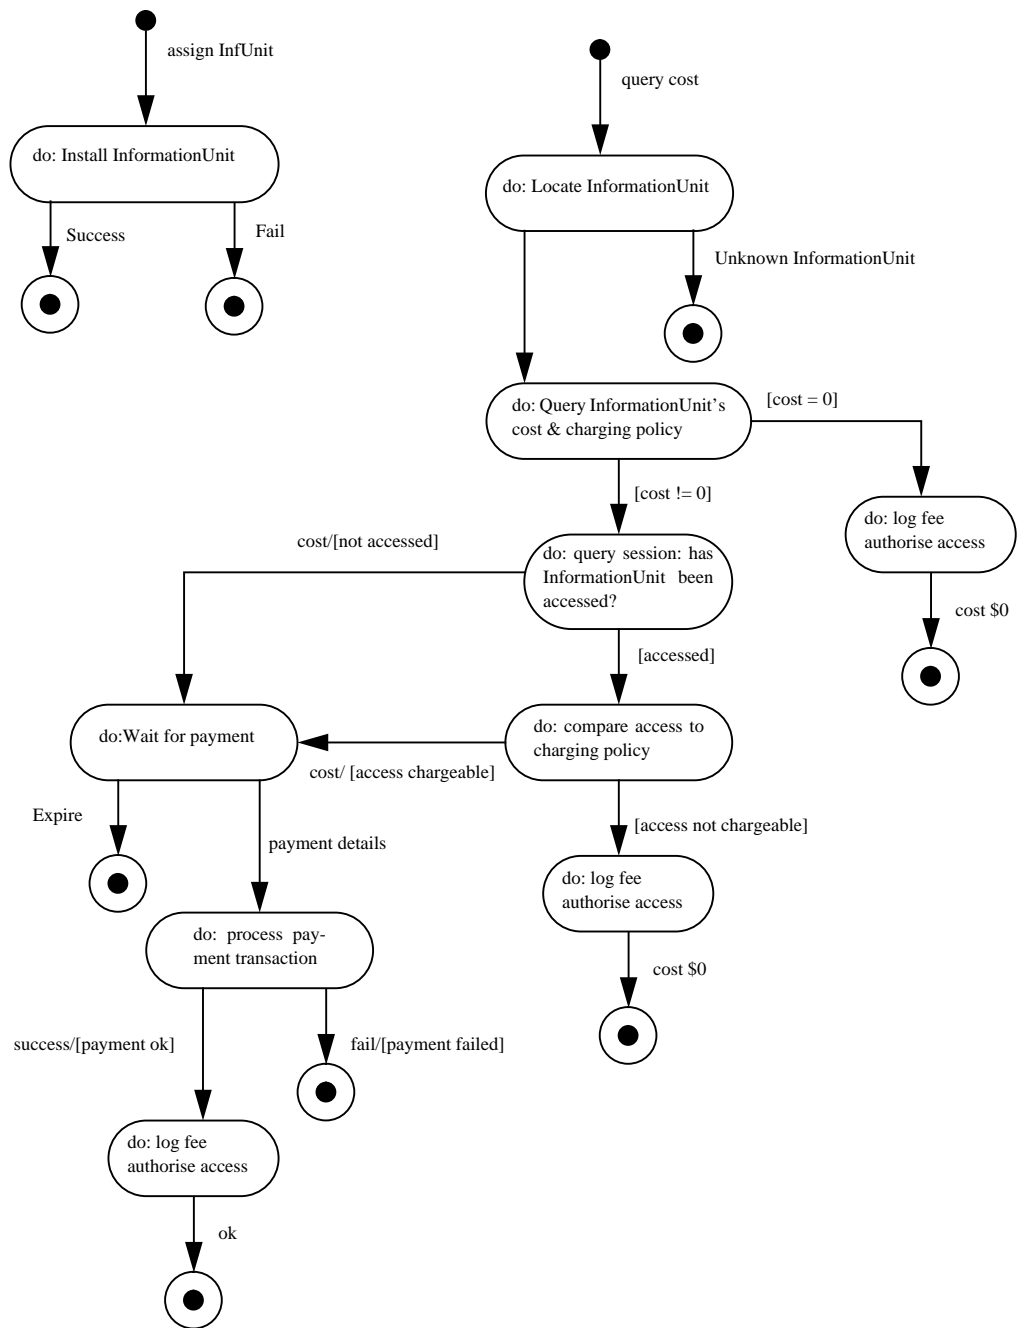 assign InfUnit
do: Install InformationUnit
Success
Fail
query cost
do: Locate InformationUnit
Unknown InformationUnit
do: Query InformationUnit’s
cost & charging policy
[cost = 0]
do: log fee
authorise access
cost $0
[cost != 0]
do: query session: has
InformationUnit been
accessed?
cost/[not accessed]
[accessed]
do: compare access to
charging policy
cost/ [access chargeable]
[access not chargeable]
do: log fee
authorise access
cost $0
do:Wait for payment
Expire
payment details
do: process pay-
ment transaction
success/[payment ok]
fail/[payment failed]
do: log fee
authorise access
ok